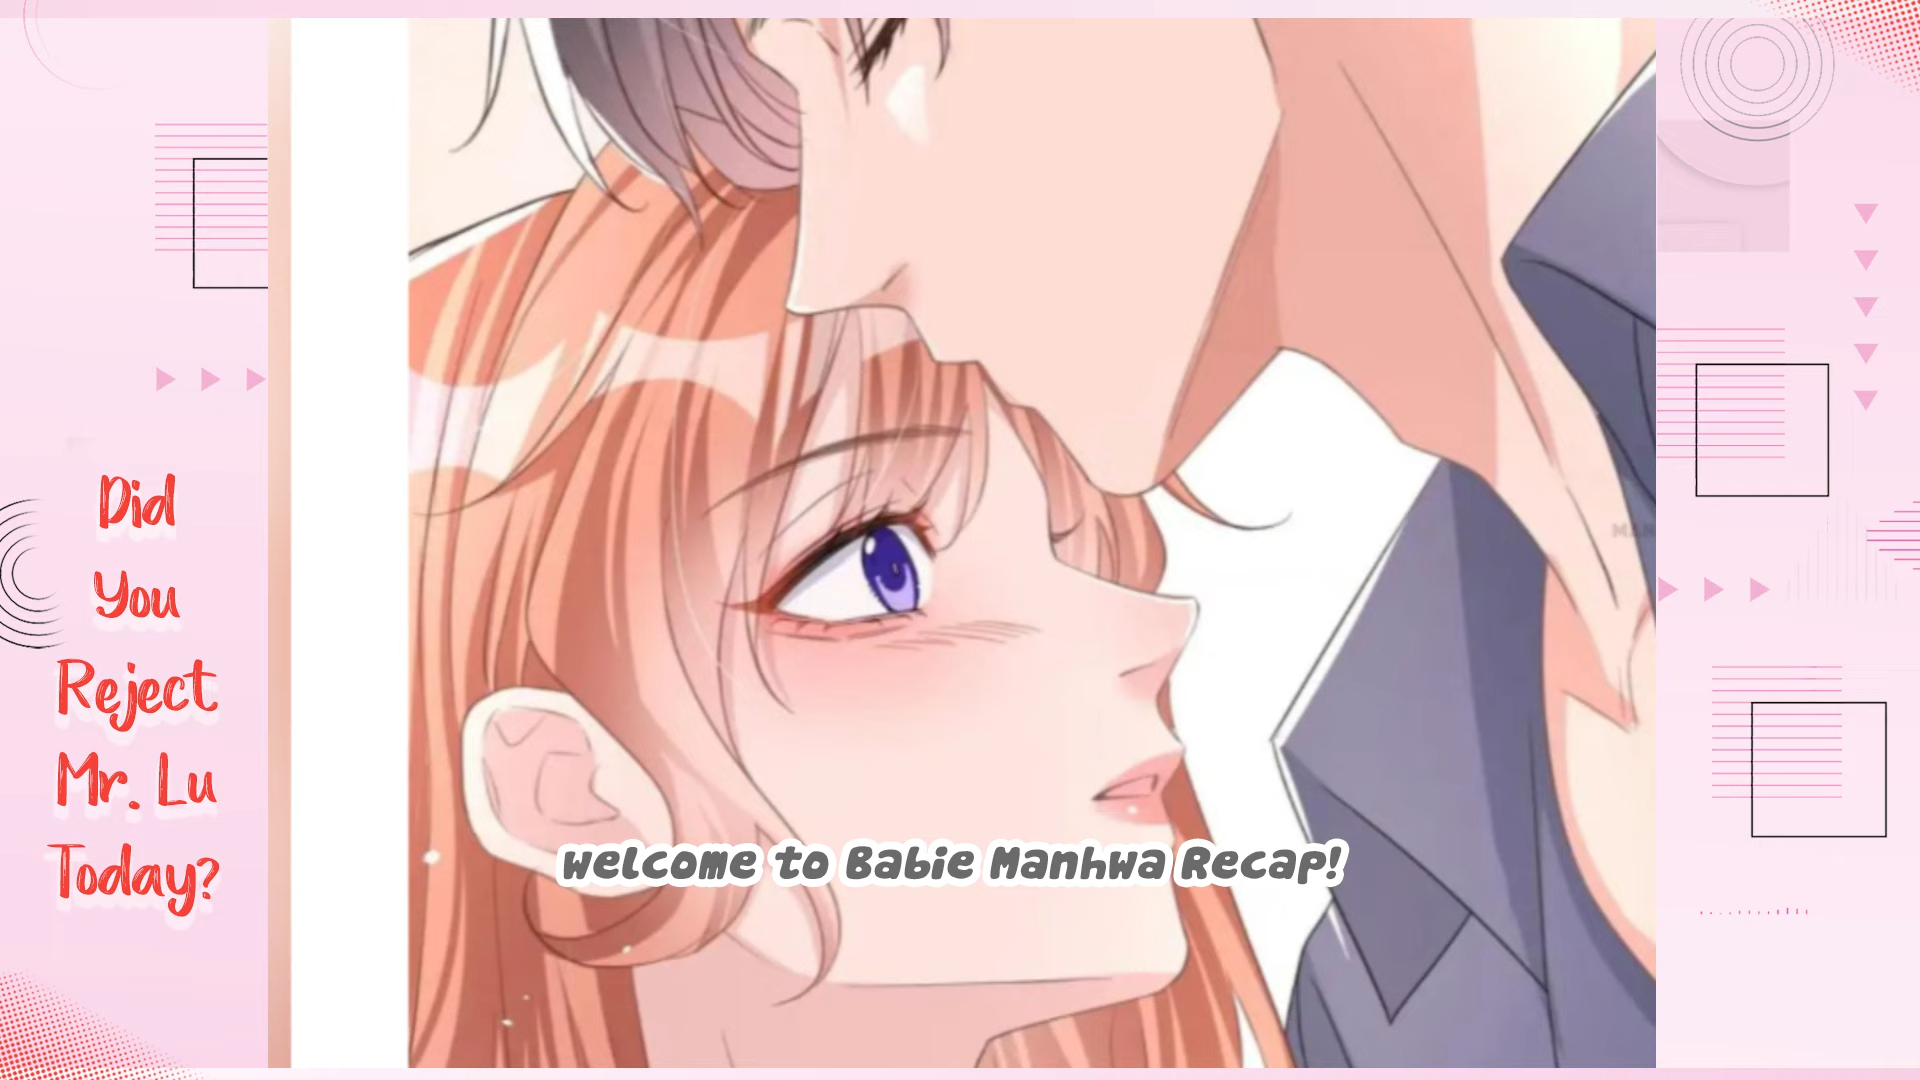 Did
You
Reject
Mr. Lu
Today?
welcome to Babie Manhwa Recap!